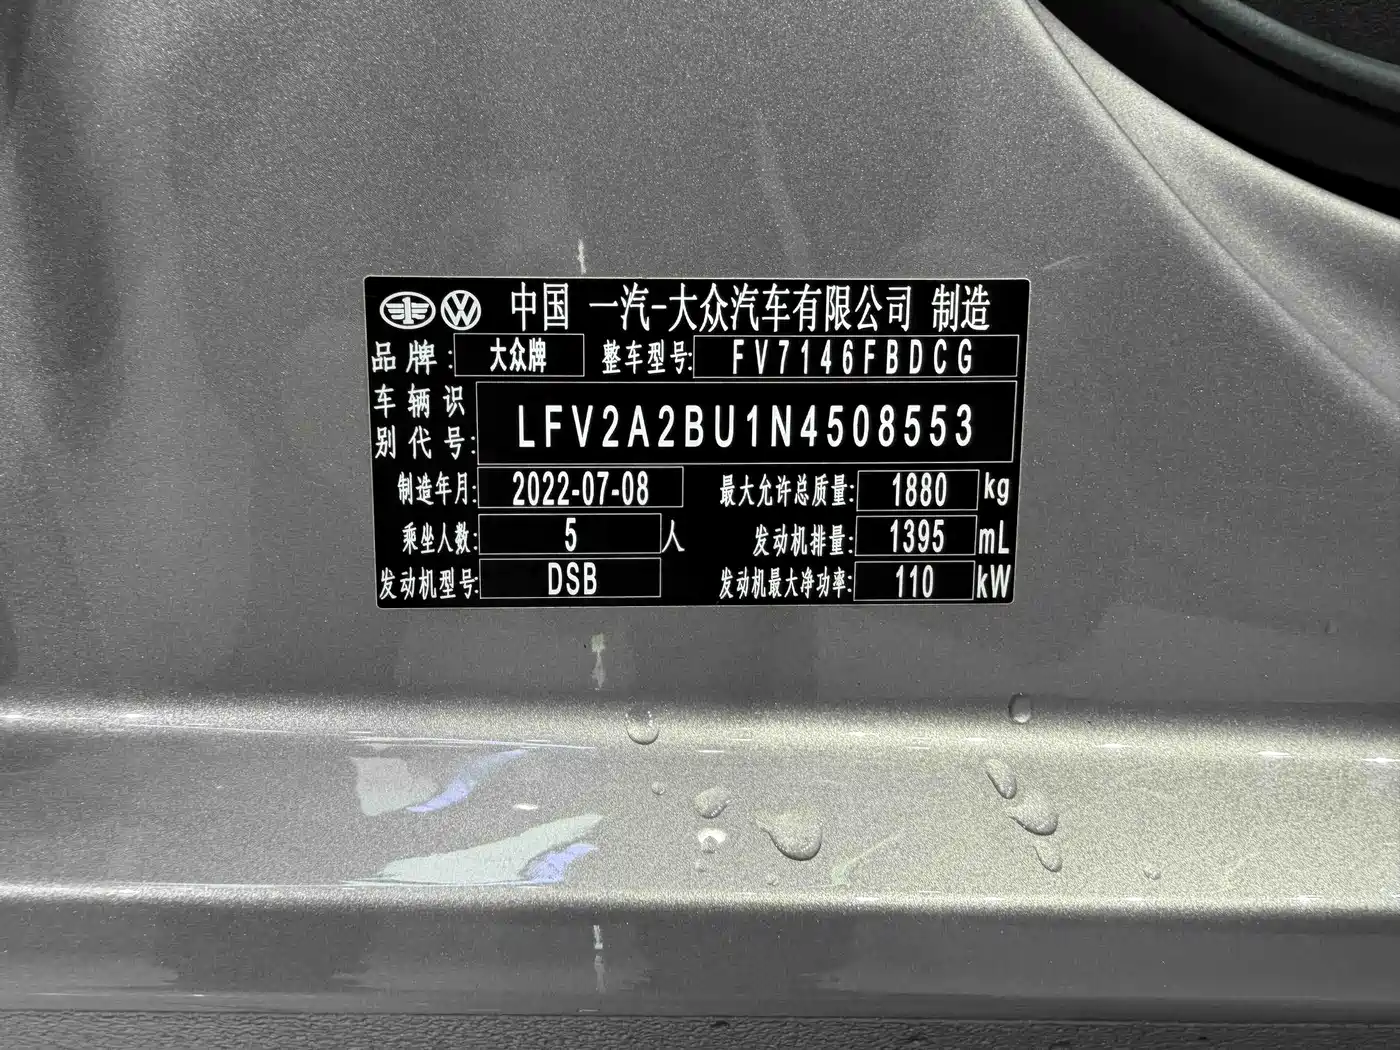 中国 一汽-大众汽车有限公司 制造
品牌: 大众牌 整车型号: FV7146FBDCG
车辆识别代号: LFV2A2BU1N4508553
制造年月: 2022-07-08 最大允许总质量: 1880 kg
乘坐人数: 5 人 发动机排量: 1395 mL
发动机型号: DSB 发动机最大净功率: 110 kW